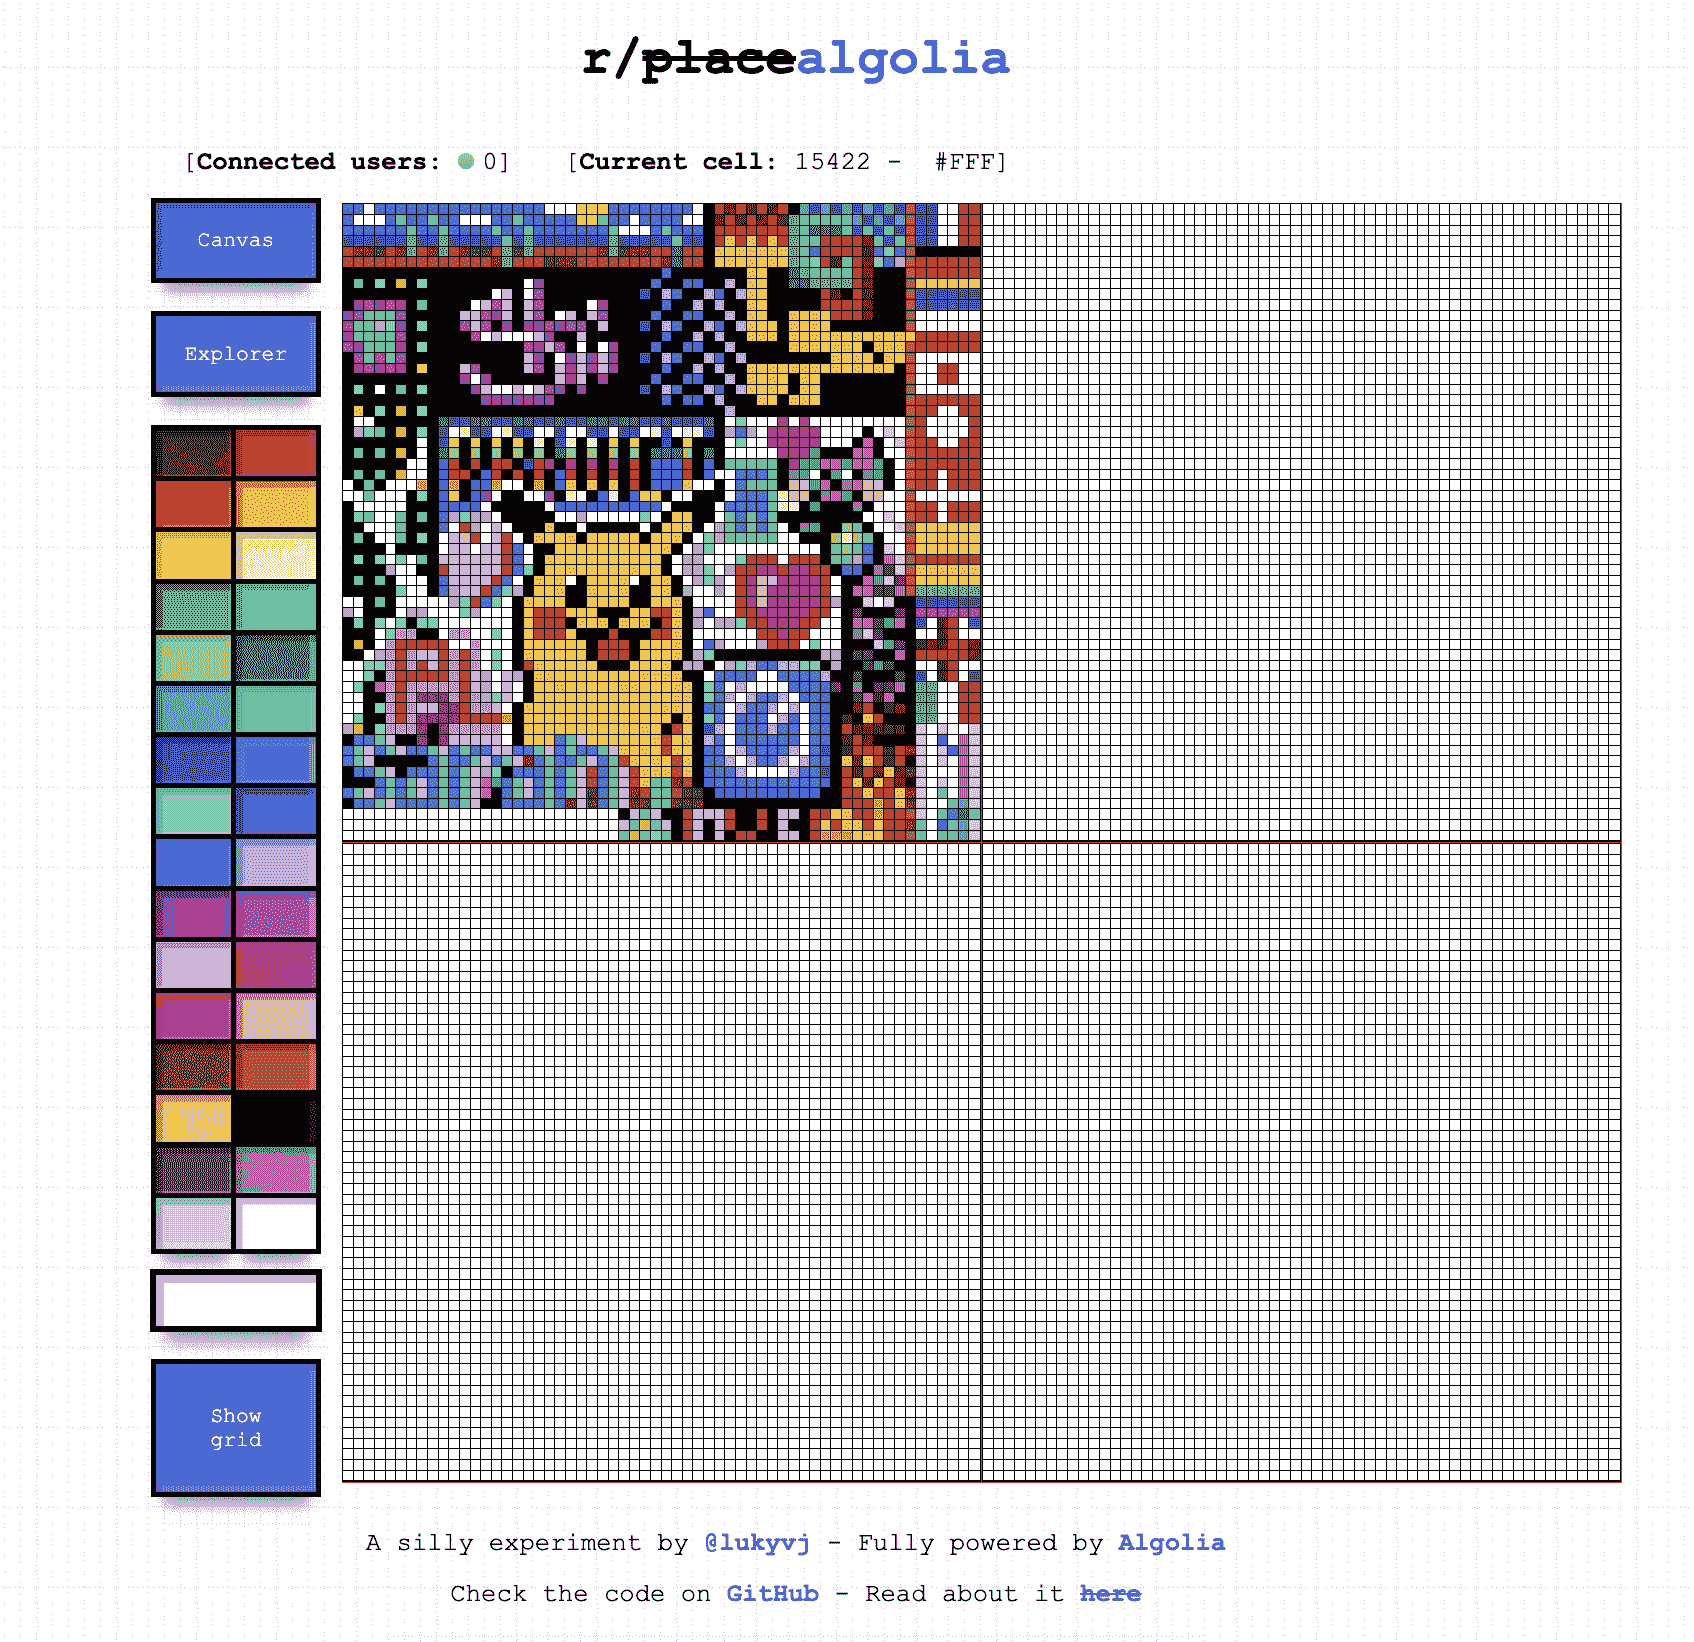 r/placealgolia
[Connected users: 0] [Current cell: 15422 - #FFF]
Canvas
Explorer
Show
grid
A silly experiment by @lukyvj - Fully powered by Algolia
Check the code on GitHub - Read about it here